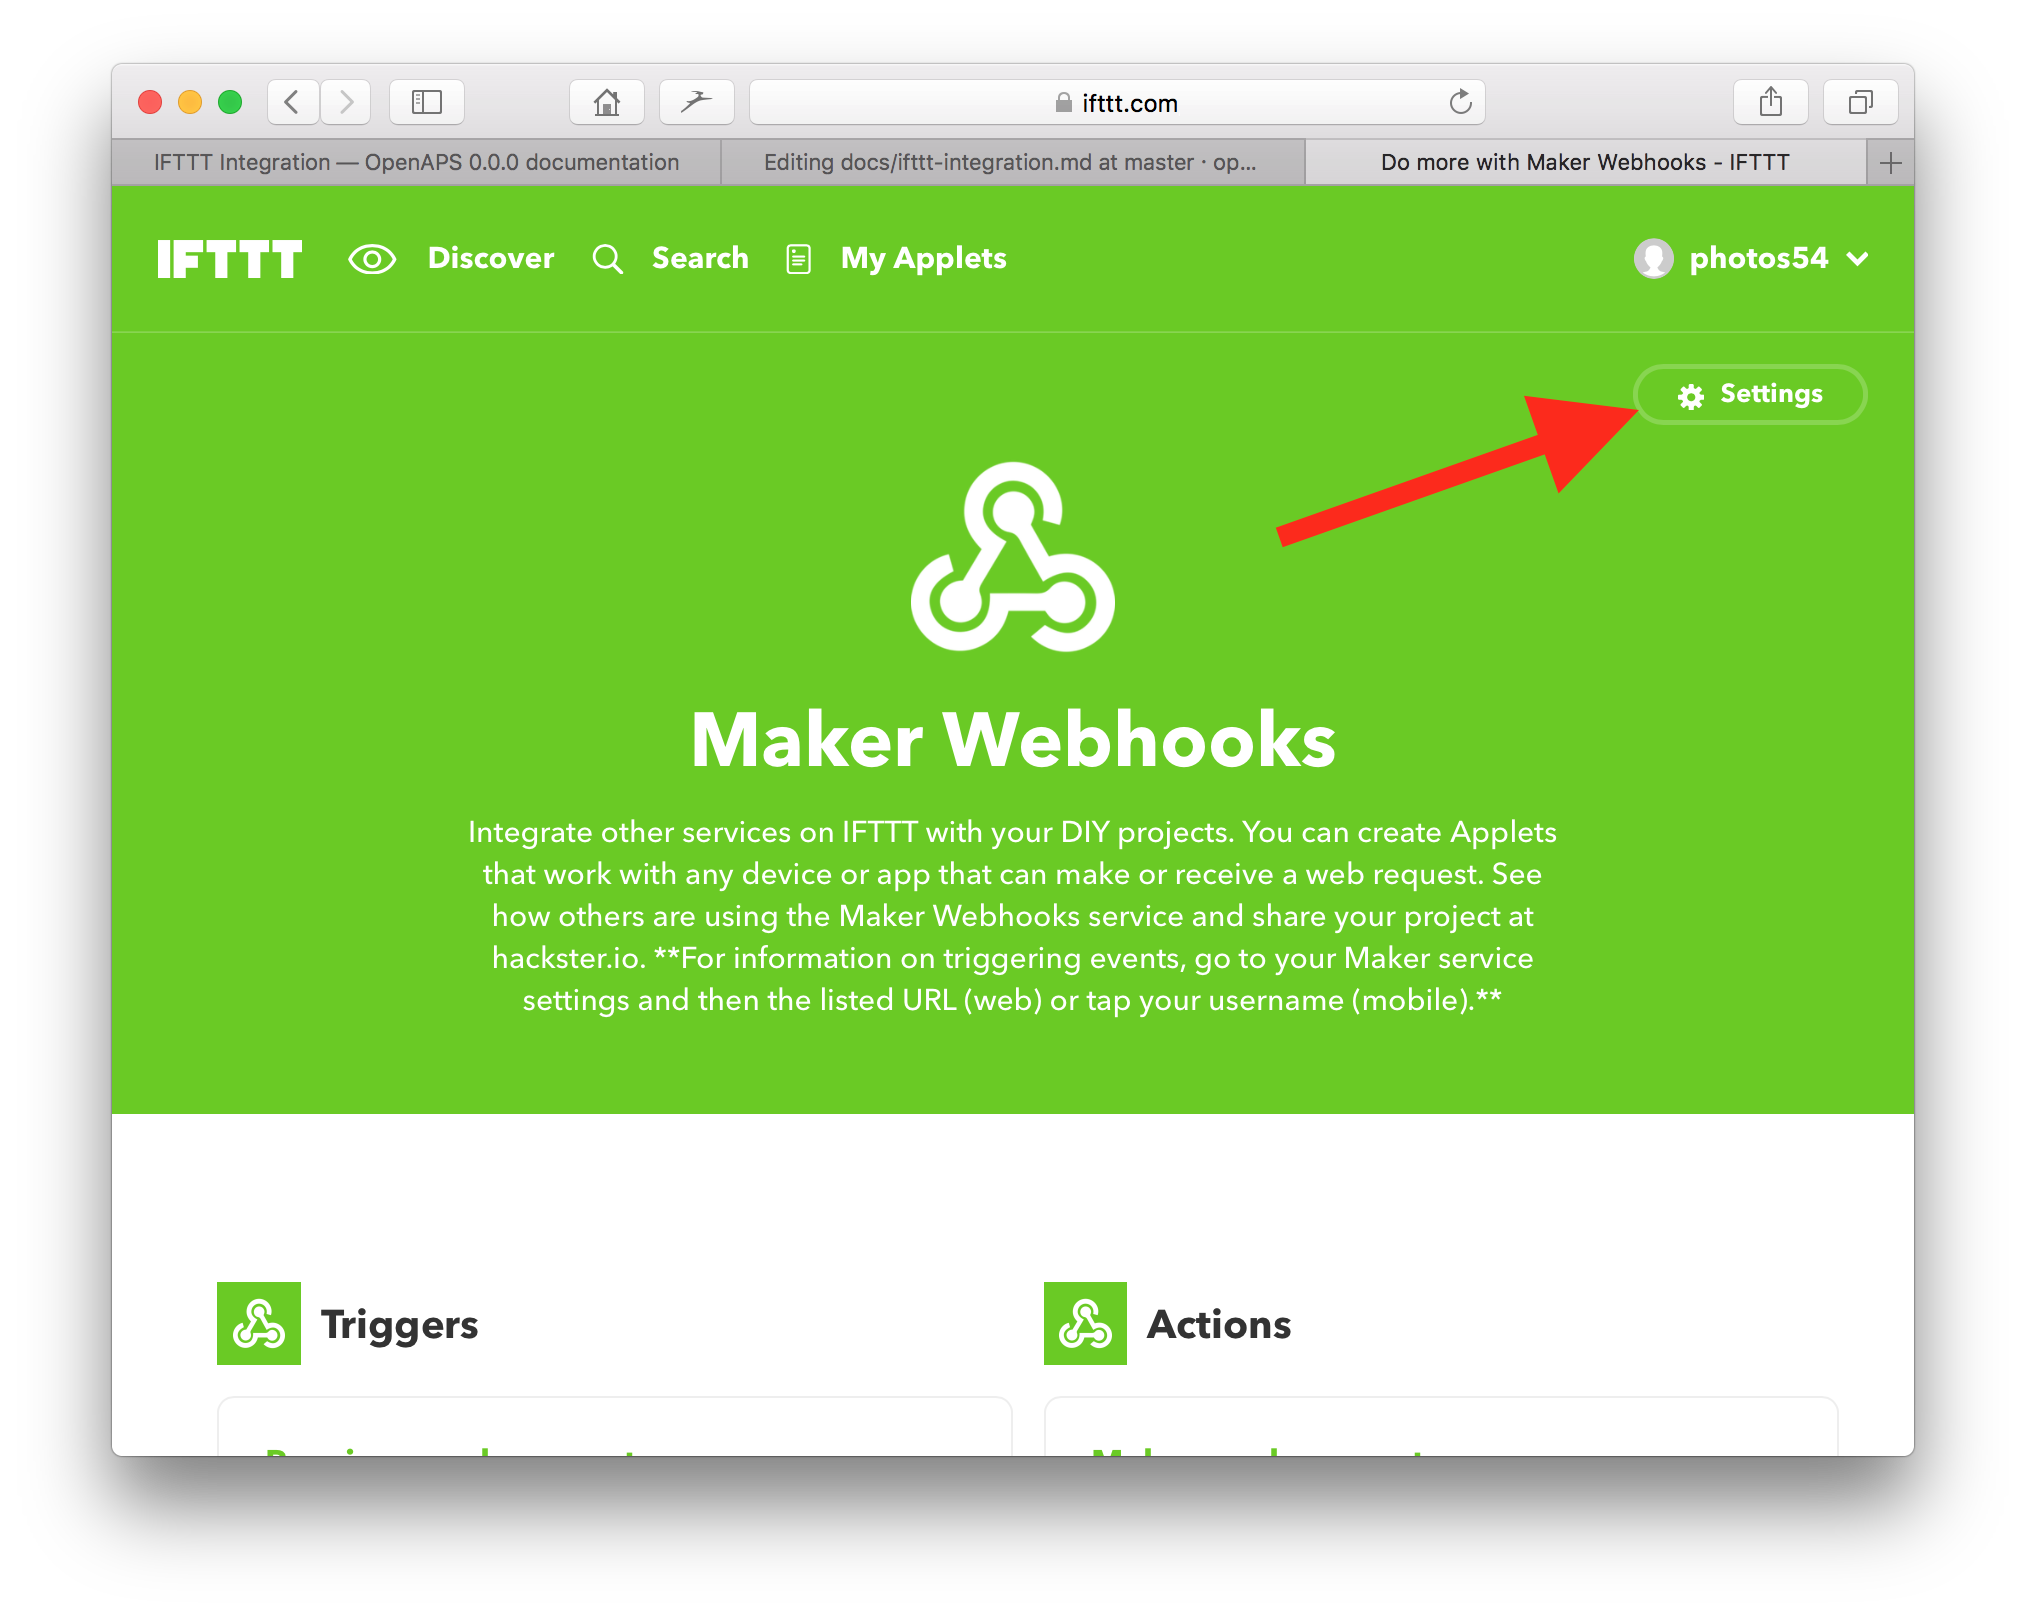 ifttt.com
IFTTT Integration — OpenAPS 0.0.0 documentation
Editing docs/ifttt-integration.md at master · op...
Do more with Maker Webhooks - IFTTT
IFTTT
Discover
Search
My Applets
photos54
Settings
Maker Webhooks
Integrate other services on IFTTT with your DIY projects. You can create Applets
that work with any device or app that can make or receive a web request. See
how others are using the Maker Webhooks service and share your project at
hackster.io. **For information on triggering events, go to your Maker service
settings and then the listed URL (web) or tap your username (mobile).**
Triggers
Actions